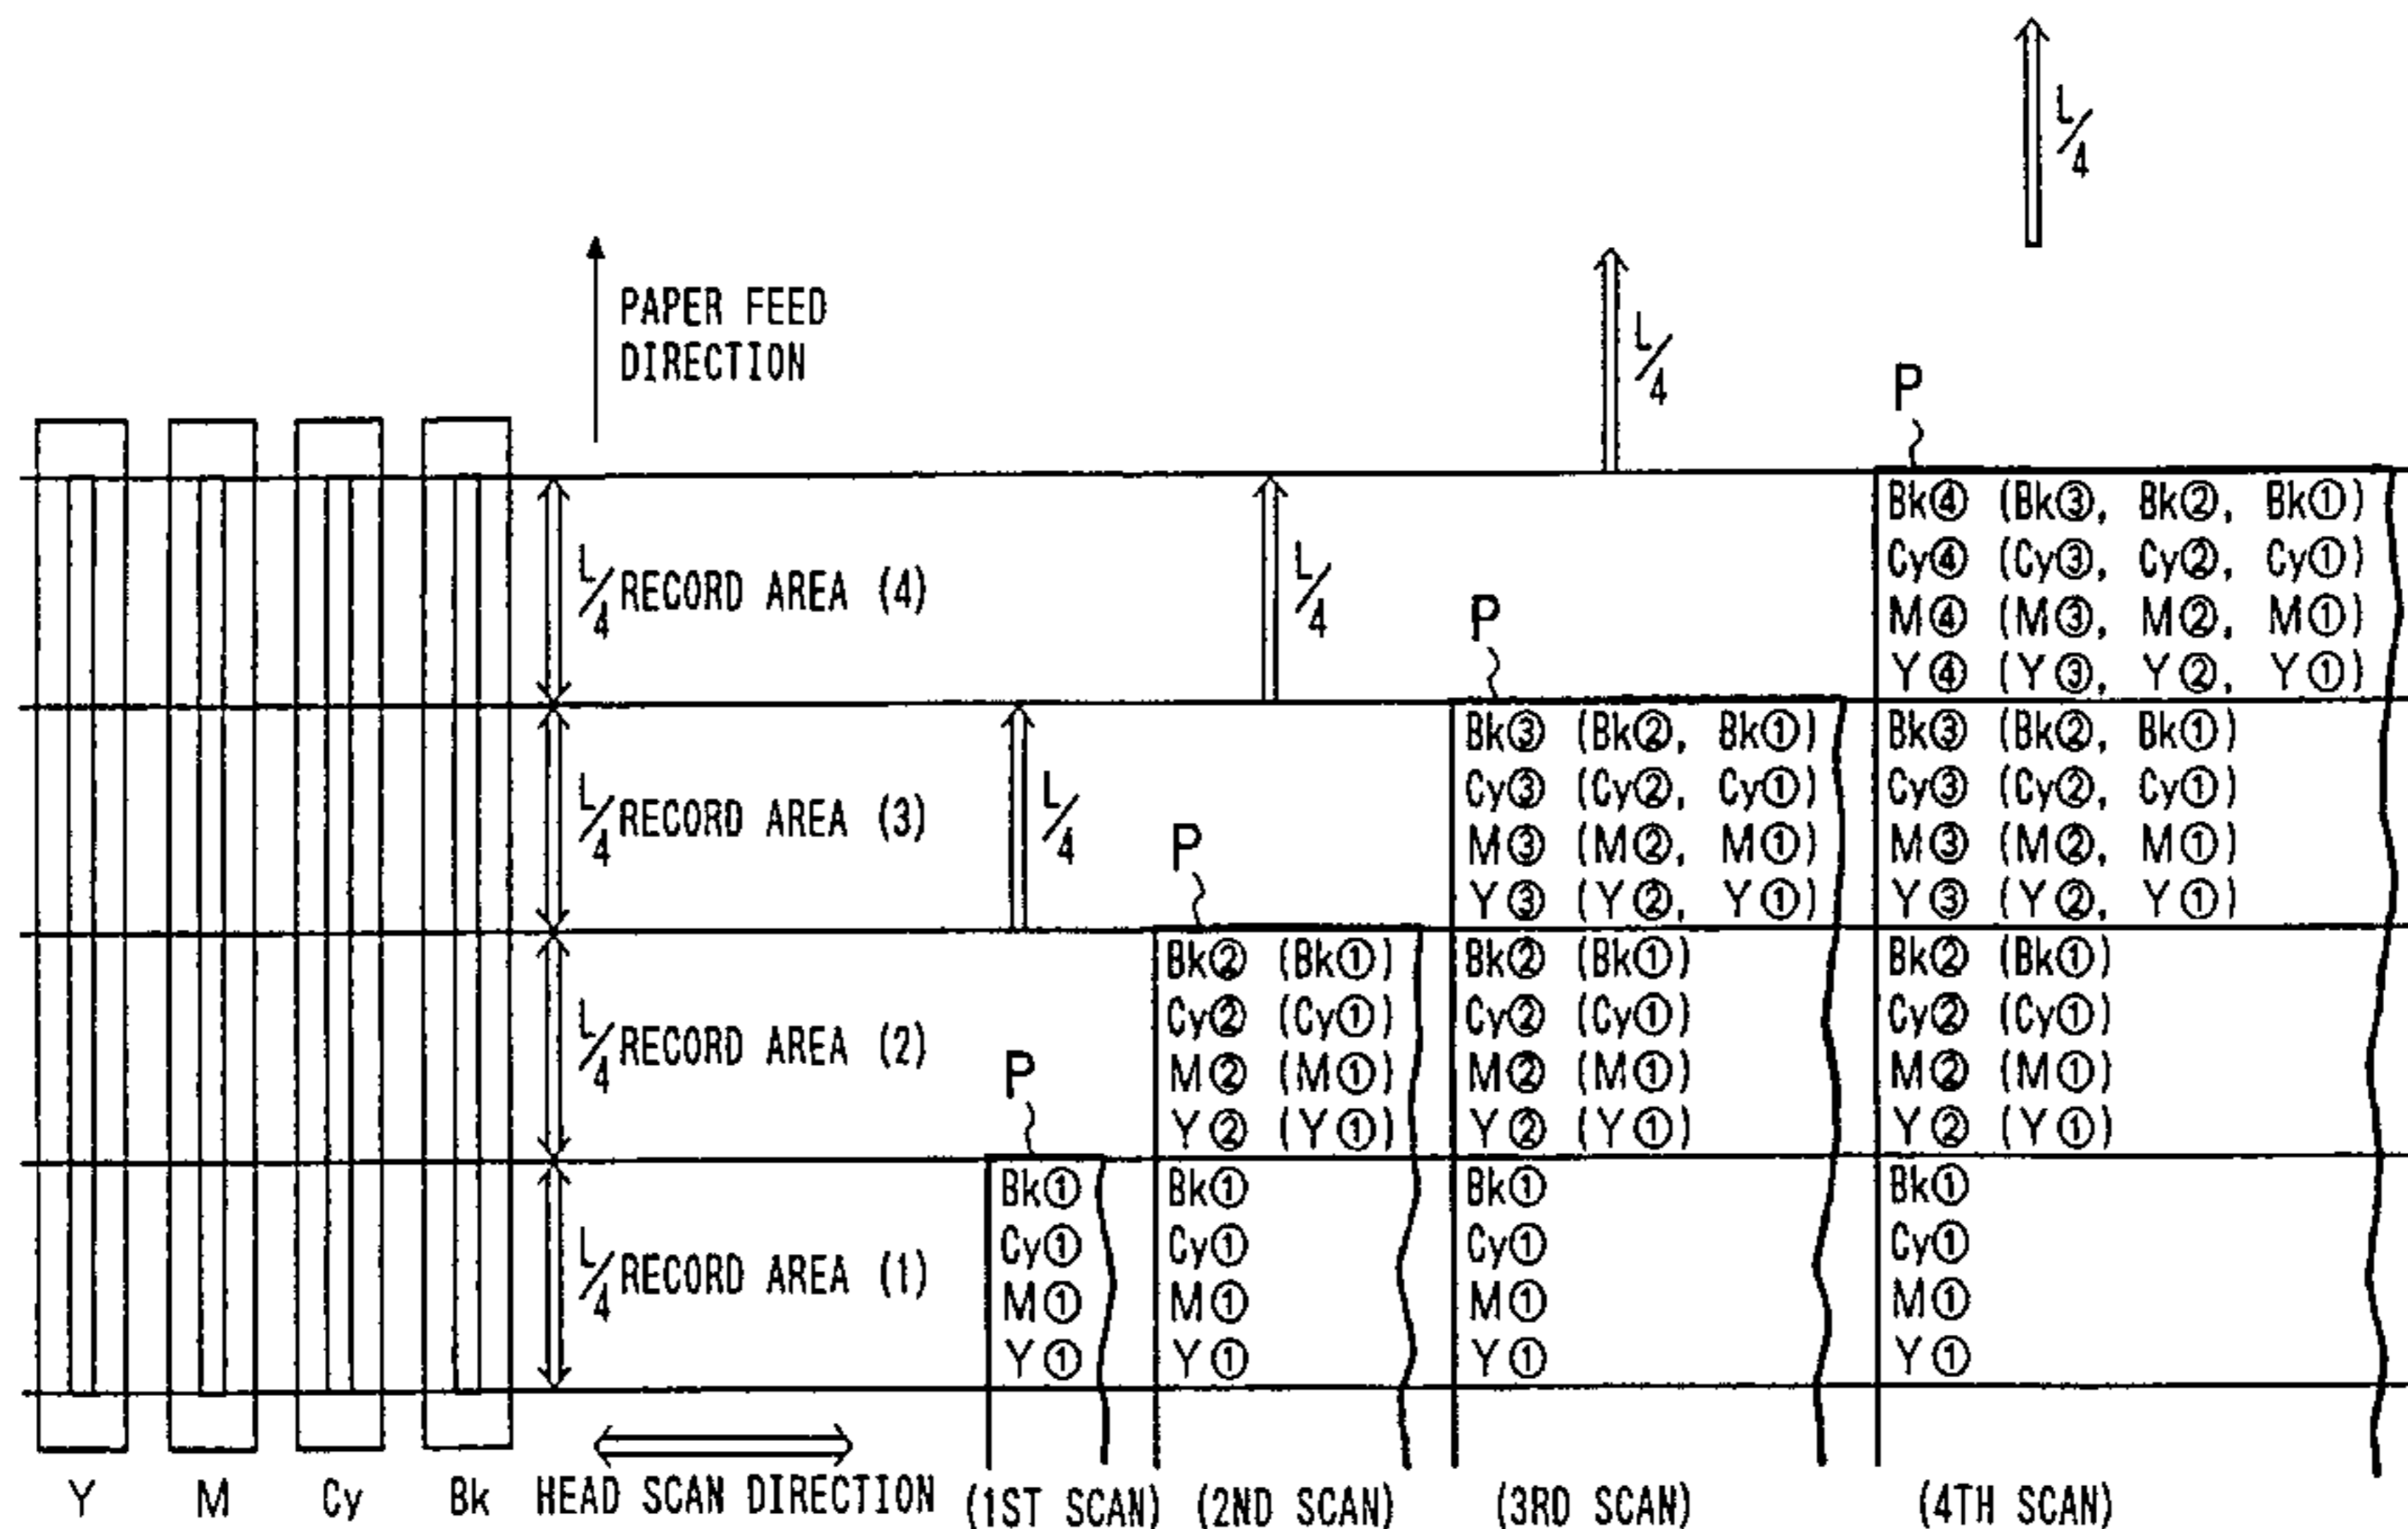 L/4
PAPER FEED
DIRECTION
L/4
P
L/4 RECORD AREA (4)
L/4
Bk④ (Bk③, Bk②, Bk①)
Cy④ (Cy③, Cy②, Cy①)
M④ (M③, M②, M①)
Y④ (Y③, Y②, Y①)
P
L/4 RECORD AREA (3)
L/4
Bk③ (Bk②, Bk①)
Cy③ (Cy②, Cy①)
M③ (M②, M①)
Y③ (Y②, Y①)
Bk③ (Bk②, Bk①)
Cy③ (Cy②, Cy①)
M③ (M②, M①)
Y③ (Y②, Y①)
P
L/4 RECORD AREA (2)
Bk② (Bk①)
Cy② (Cy①)
M② (M①)
Y② (Y①)
Bk② (Bk①)
Cy② (Cy①)
M② (M①)
Y② (Y①)
Bk② (Bk①)
Cy② (Cy①)
M② (M①)
Y② (Y①)
P
L/4 RECORD AREA (1)
Bk①
Cy①
M①
Y①
Bk①
Cy①
M①
Y①
Bk①
Cy①
M①
Y①
Bk①
Cy①
M①
Y①
Y M Cy Bk
HEAD SCAN DIRECTION
(1ST SCAN) (2ND SCAN) (3RD SCAN) (4TH SCAN)